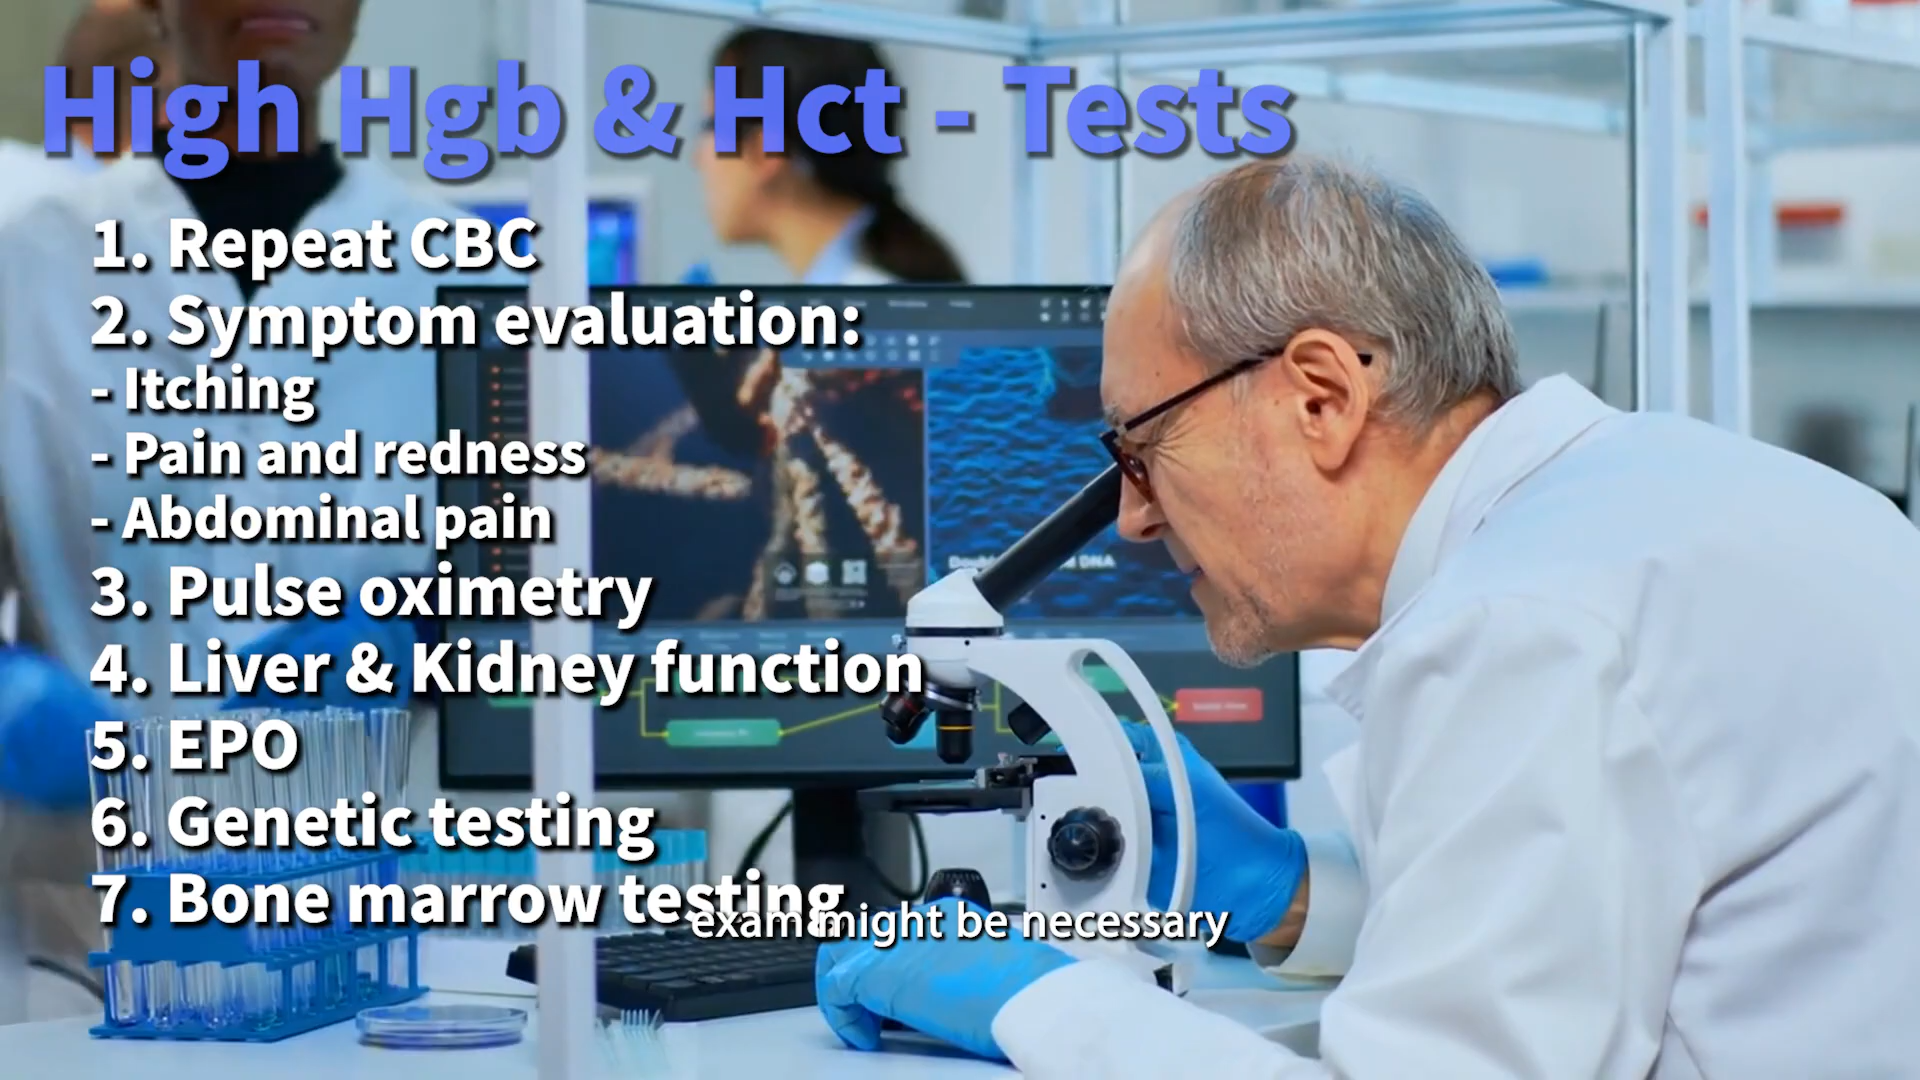 High Hgb & Hct - Tests
1. Repeat CBC
2. Symptom evaluation:
- Itching
- Pain and redness
- Abdominal pain
3. Pulse oximetry
4. Liver & Kidney function
5. EPO
6. Genetic testing
7. Bone marrow testing
exam might be necessary